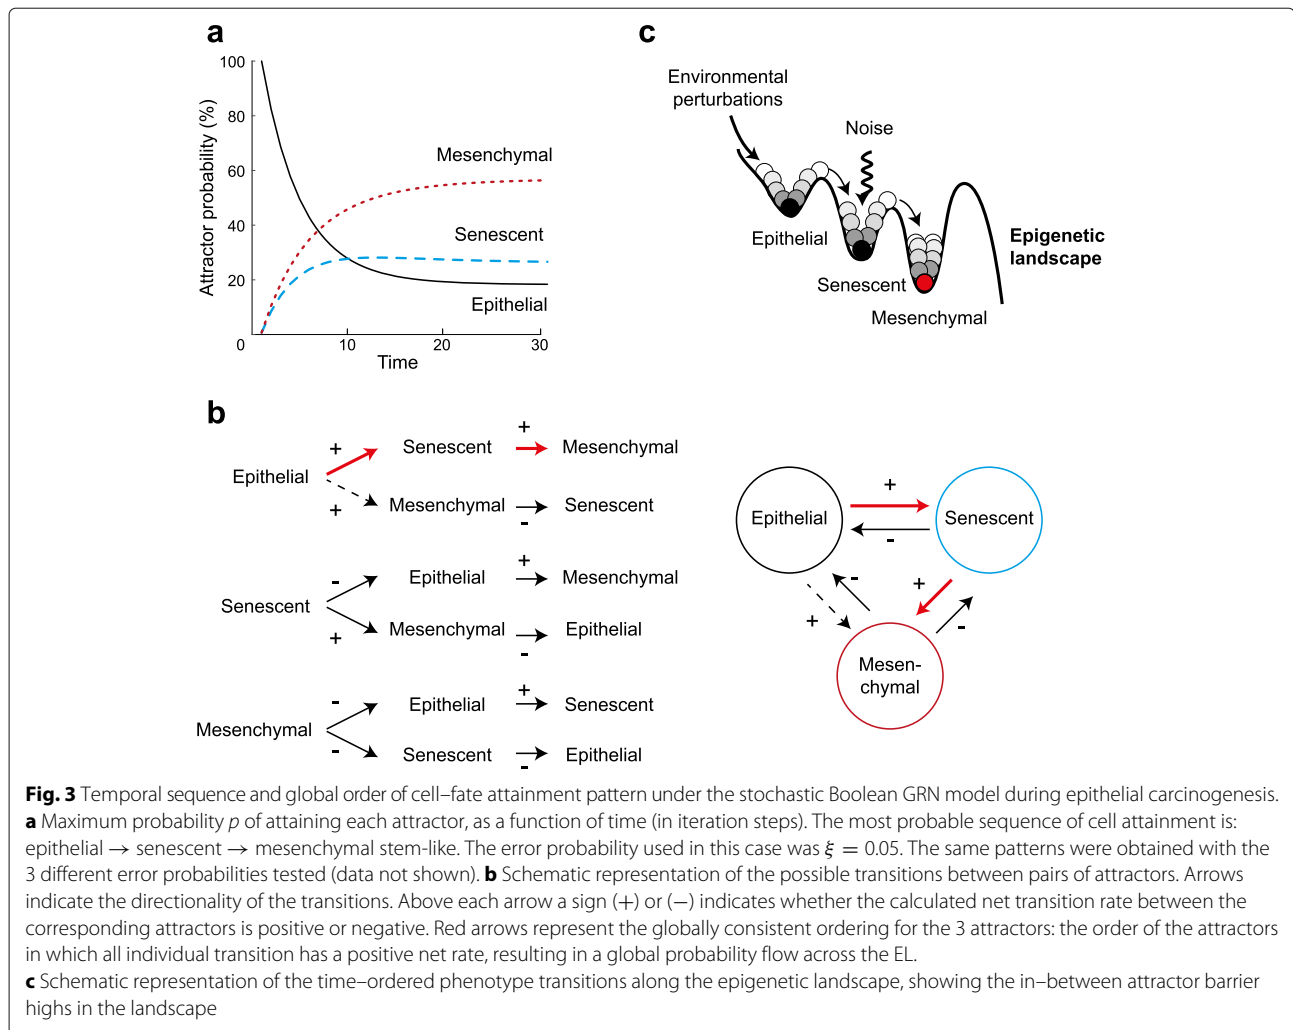 a
100
80
60
40
20
0
10
20
30
Attractor probability (%)
Time
Mesenchymal
Senescent
Epithelial
c
Environmental
perturbations
Noise
Epithelial
Senescent
Mesenchymal
Epigenetic
landscape
b
Epithelial
+
Senescent
+
Mesenchymal
+
Mesenchymal
-
Senescent
Senescent
-
Epithelial
+
Mesenchymal
+
Mesenchymal
-
Epithelial
Mesenchymal
-
Epithelial
+
Senescent
-
Senescent
-
Epithelial
Epithelial
+
-
Senescent
+
-
+
-
Mesen-
chymal
Fig. 3 Temporal sequence and global order of cell–fate attainment pattern under the stochastic Boolean GRN model during epithelial carcinogenesis.
a Maximum probability p of attaining each attractor, as a function of time (in iteration steps). The most probable sequence of cell attainment is:
epithelial → senescent → mesenchymal stem-like. The error probability used in this case was ξ = 0.05. The same patterns were obtained with the
3 different error probabilities tested (data not shown). b Schematic representation of the possible transitions between pairs of attractors. Arrows
indicate the directionality of the transitions. Above each arrow a sign (+) or (−) indicates whether the calculated net transition rate between the
corresponding attractors is positive or negative. Red arrows represent the globally consistent ordering for the 3 attractors: the order of the attractors
in which all individual transition has a positive net rate, resulting in a global probability flow across the EL.
c Schematic representation of the time–ordered phenotype transitions along the epigenetic landscape, showing the in–between attractor barrier
highs in the landscape